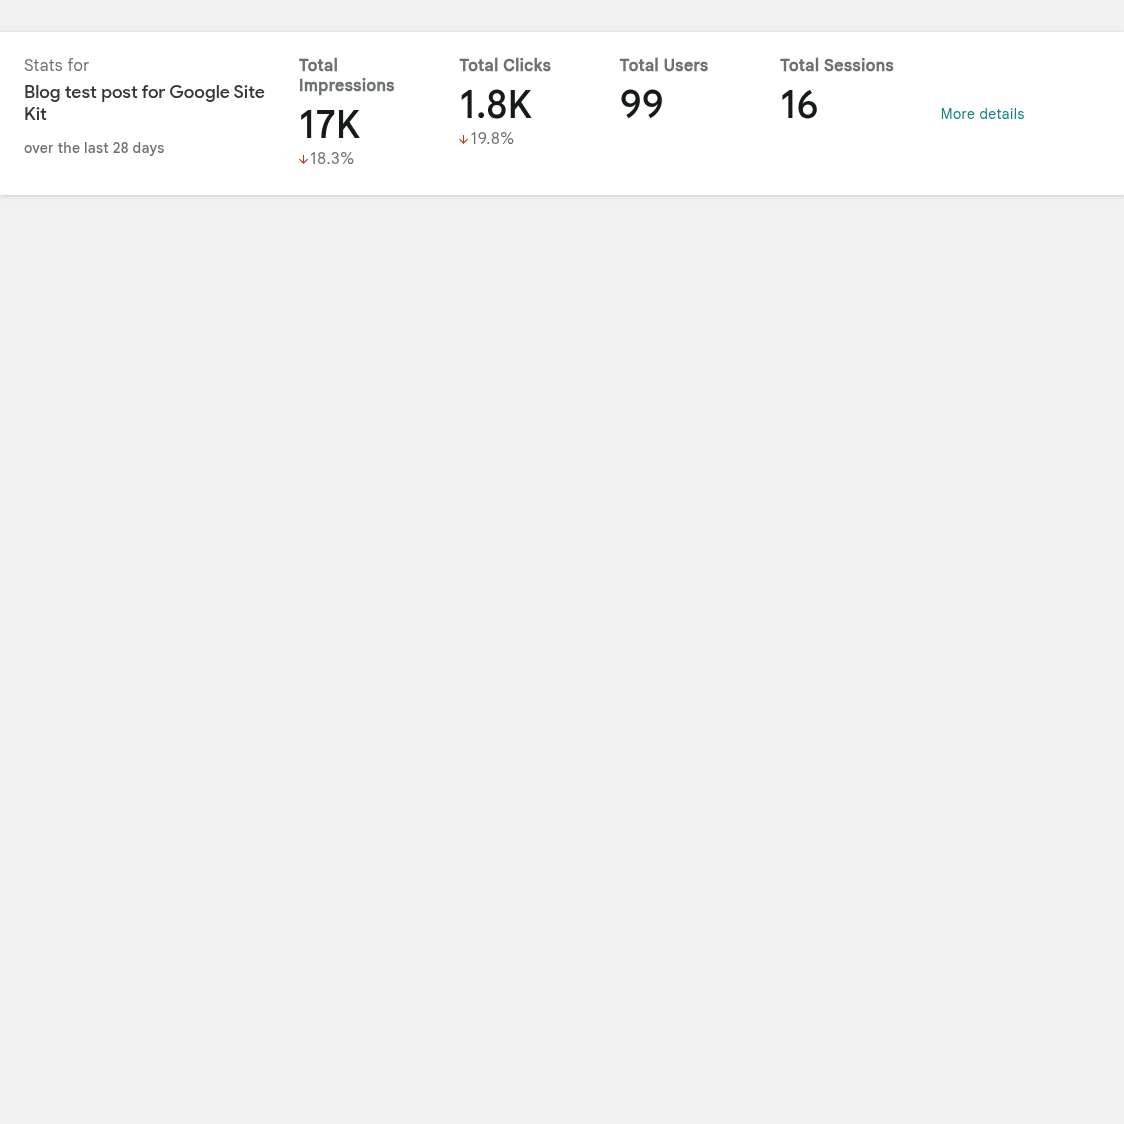 Stats for
Blog test post for Google Site
Kit
over the last 28 days
Total
Impressions
17K
↓18.3%
Total Clicks
1.8K
↓19.8%
Total Users
99
Total Sessions
16
More details